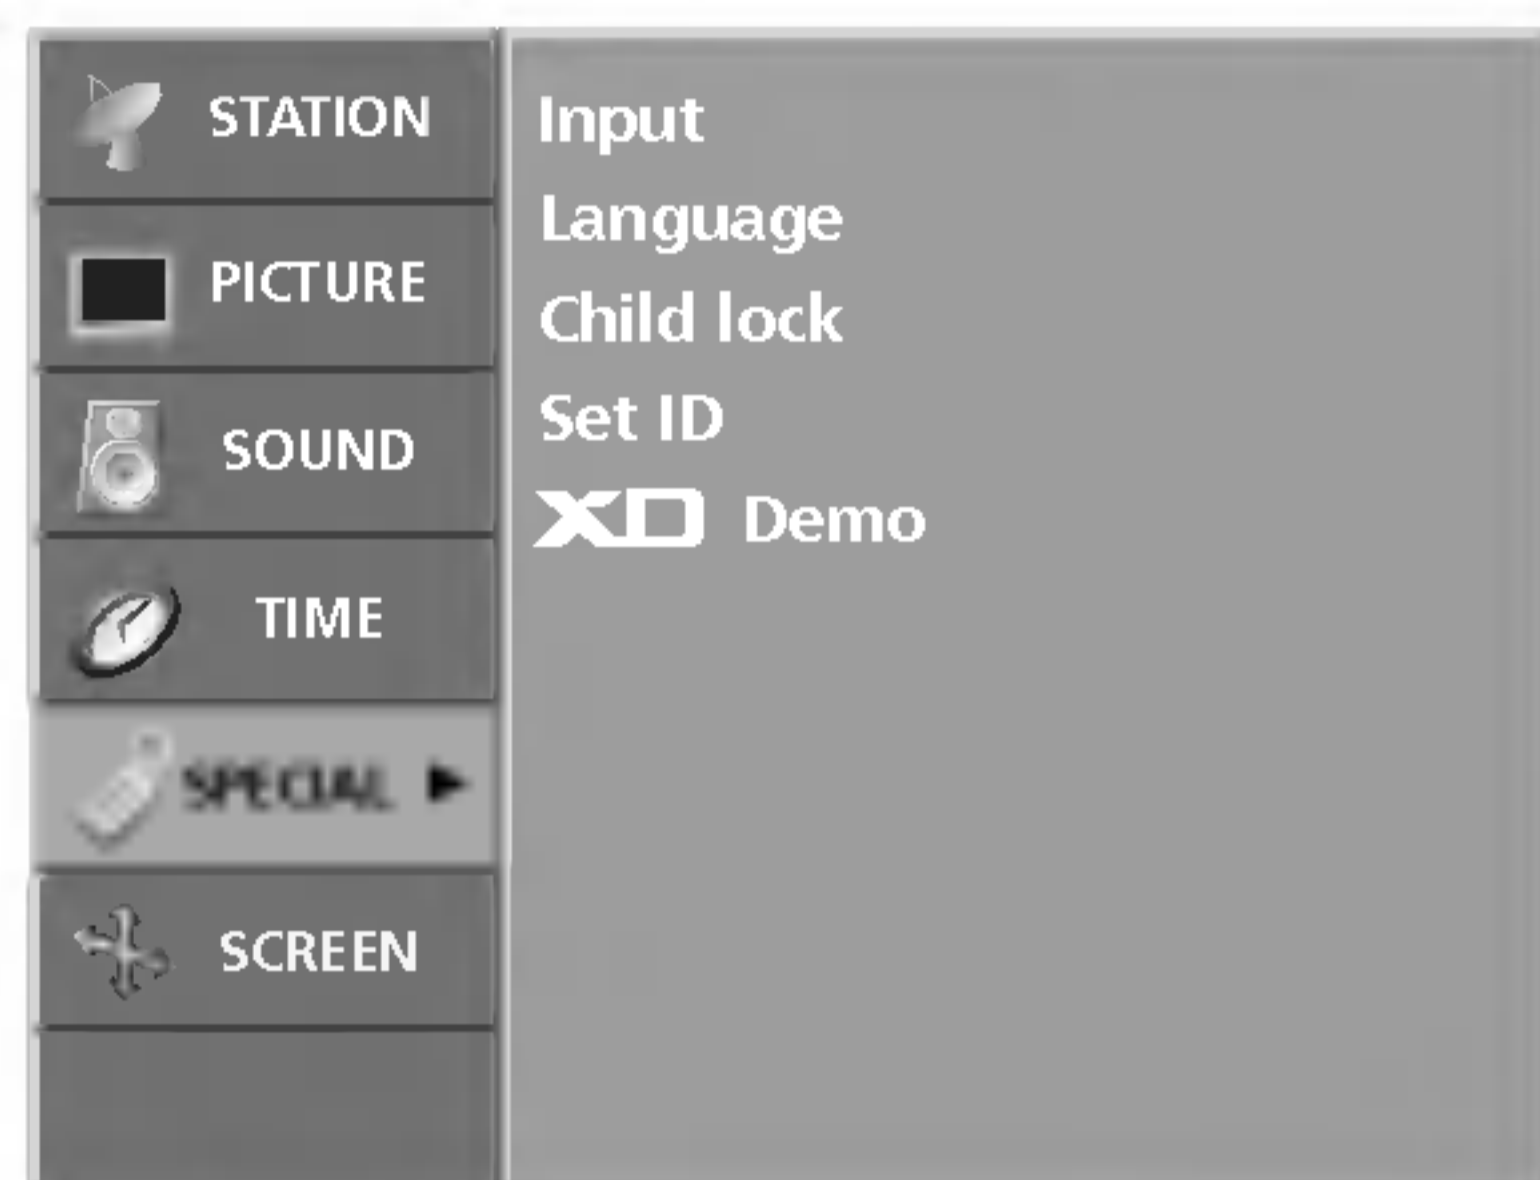 STATION
PICTURE
SOUND
TIME
SPECIAL ►
SCREEN
Input
Language
Child lock
Set ID
XD Demo